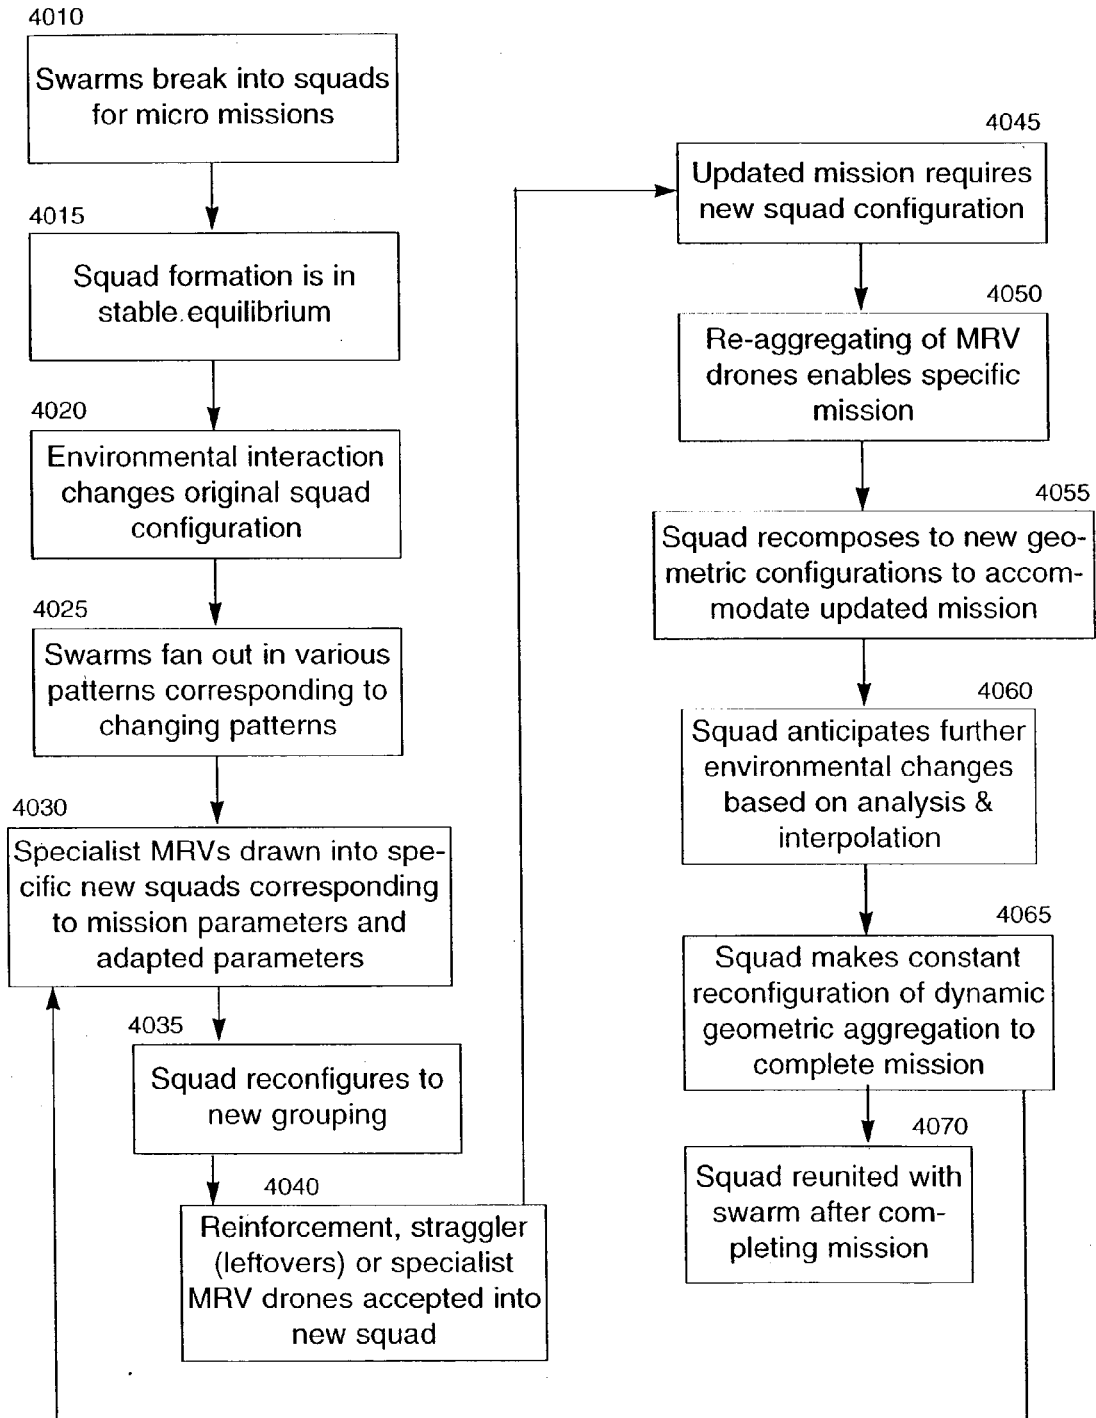 4010
Swarms break into squads
for micro missions
4015
Squad formation is in
stable.equilibrium
4020
Environmental interaction
changes original squad
configuration
4025
Swarms fan out in various
patterns corresponding to
changing patterns
4030
Specialist MRVs drawn into spe-
cific new squads corresponding
to mission parameters and
adapted parameters
4035
Squad reconfigures to
new grouping
4040
Reinforcement, straggler
(leftovers) or specialist
MRV drones accepted into
new squad
4045
Updated mission requires
new squad configuration
4050
Re-aggregating of MRV
drones enables specific
mission
4055
Squad recomposes to new geo-
metric configurations to accom-
modate updated mission
4060
Squad anticipates further
environmental changes
based on analysis &
interpolation
4065
Squad makes constant
reconfiguration of dynamic
geometric aggregation to
complete mission
4070
Squad reunited with
swarm after com-
pleting mission